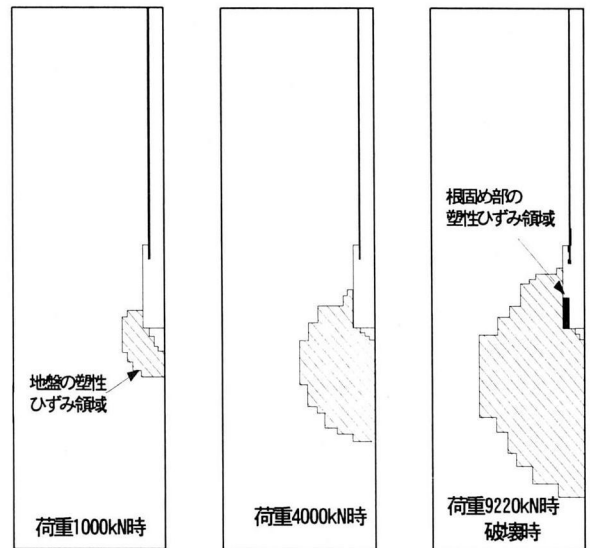 地盤の塑性
ひずみ領域
荷重1000kN時
荷重4000kN時
根固め部の
塑性ひずみ領域
荷重9220kN時
破壊時